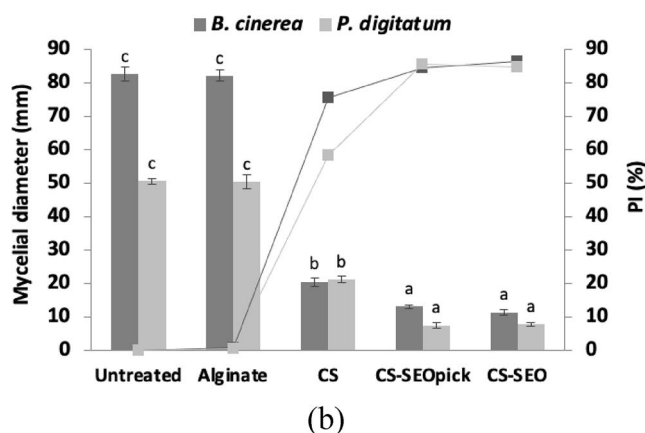 B. cinerea P. digitatum
Mycelial diameter (mm)
90
80
70
60
50
40
30
20
10
0
c
c
c
c
b
b
a
a
a
a
90
80
70
60
50
40
30
20
10
0
PI (%)
Untreated Alginate CS CS-SEOpick CS-SEO
(b)